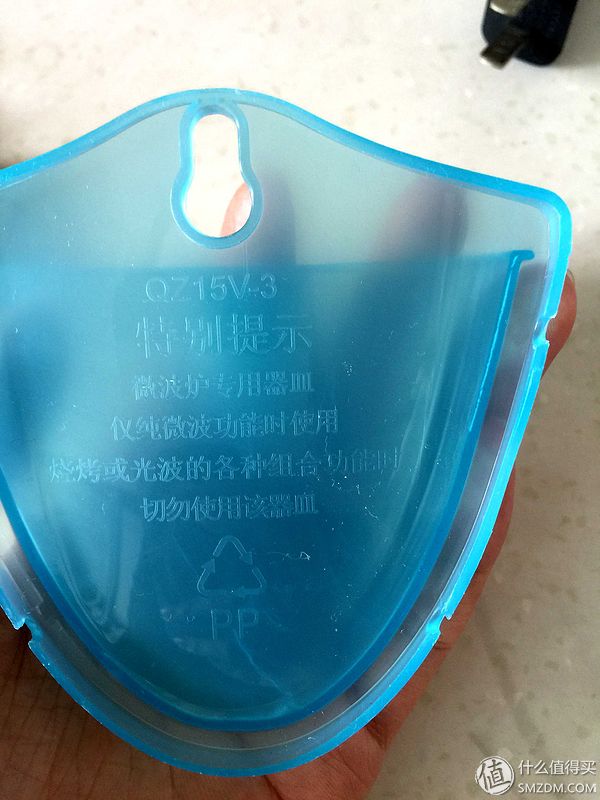 QZ15V-3
特别提示
微波炉专用器皿
仅纯微波功能时使用
烧烤或光波的各种组合功能时
切勿使用该器皿
PP
值 什么值得买
SMZDM.COM